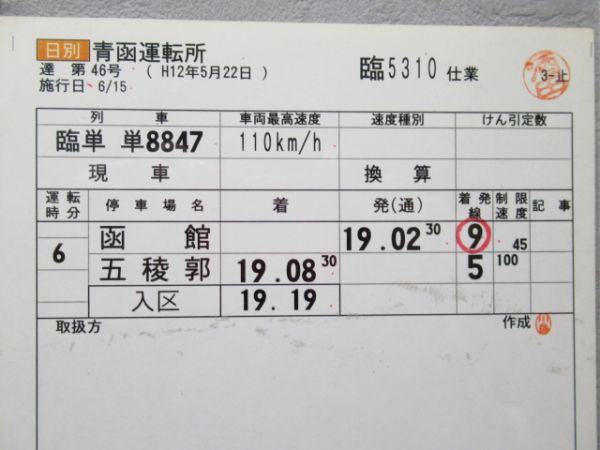 日別 青函運転所
達 第 46号 ( H12年5月22日 )
施行日 6/15
臨5310 仕業
3-止
列 車 車両最高速度 速度種別 けん引定数
臨単 単8847 110km/h
現 車 換 算
運転時分 停車場名 着 発(通) 着発線 制限速度 記事
6 函館 19.02 30 9 45
五稜郭 19.08 30 5 100
入区 19.19
取扱方 作成